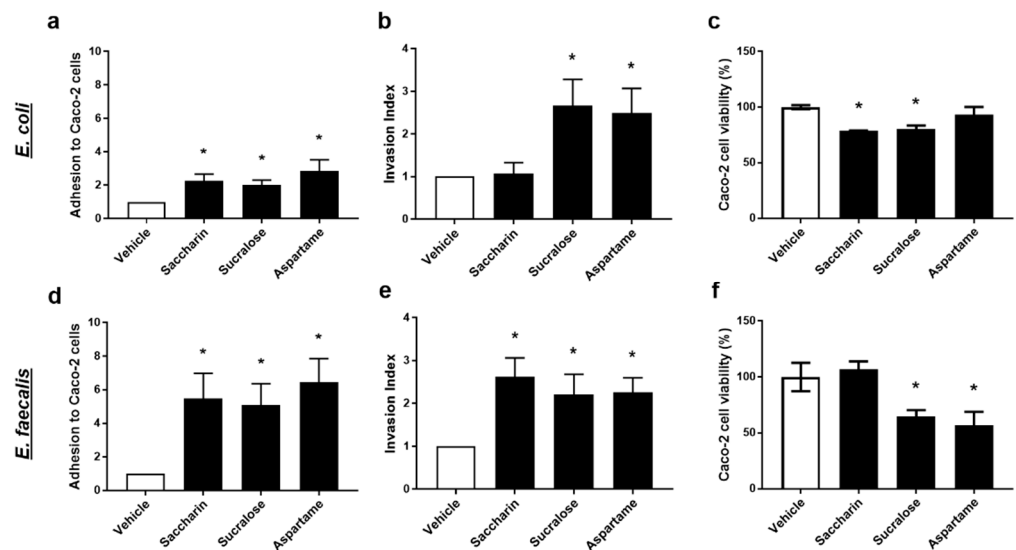 a
b
c
E. coli
Adhesion to Caco-2 cells
10
8
6
4
2
0
*
*
*
Vehicle
Saccharin
Sucralose
Aspartame
Invasion Index
4
3
2
1
0
*
*
Vehicle
Saccharin
Sucralose
Aspartame
Caco-2 cell viability (%)
150
100
50
0
*
*
Vehicle
Saccharin
Sucralose
Aspartame
d
e
f
E. faecalis
Adhesion to Caco-2 cells
10
8
6
4
2
0
*
*
*
Vehicle
Saccharin
Sucralose
Aspartame
Invasion Index
4
3
2
1
0
*
*
*
Vehicle
Saccharin
Sucralose
Aspartame
Caco-2 cell viability (%)
150
100
50
0
*
*
Vehicle
Saccharin
Sucralose
Aspartame